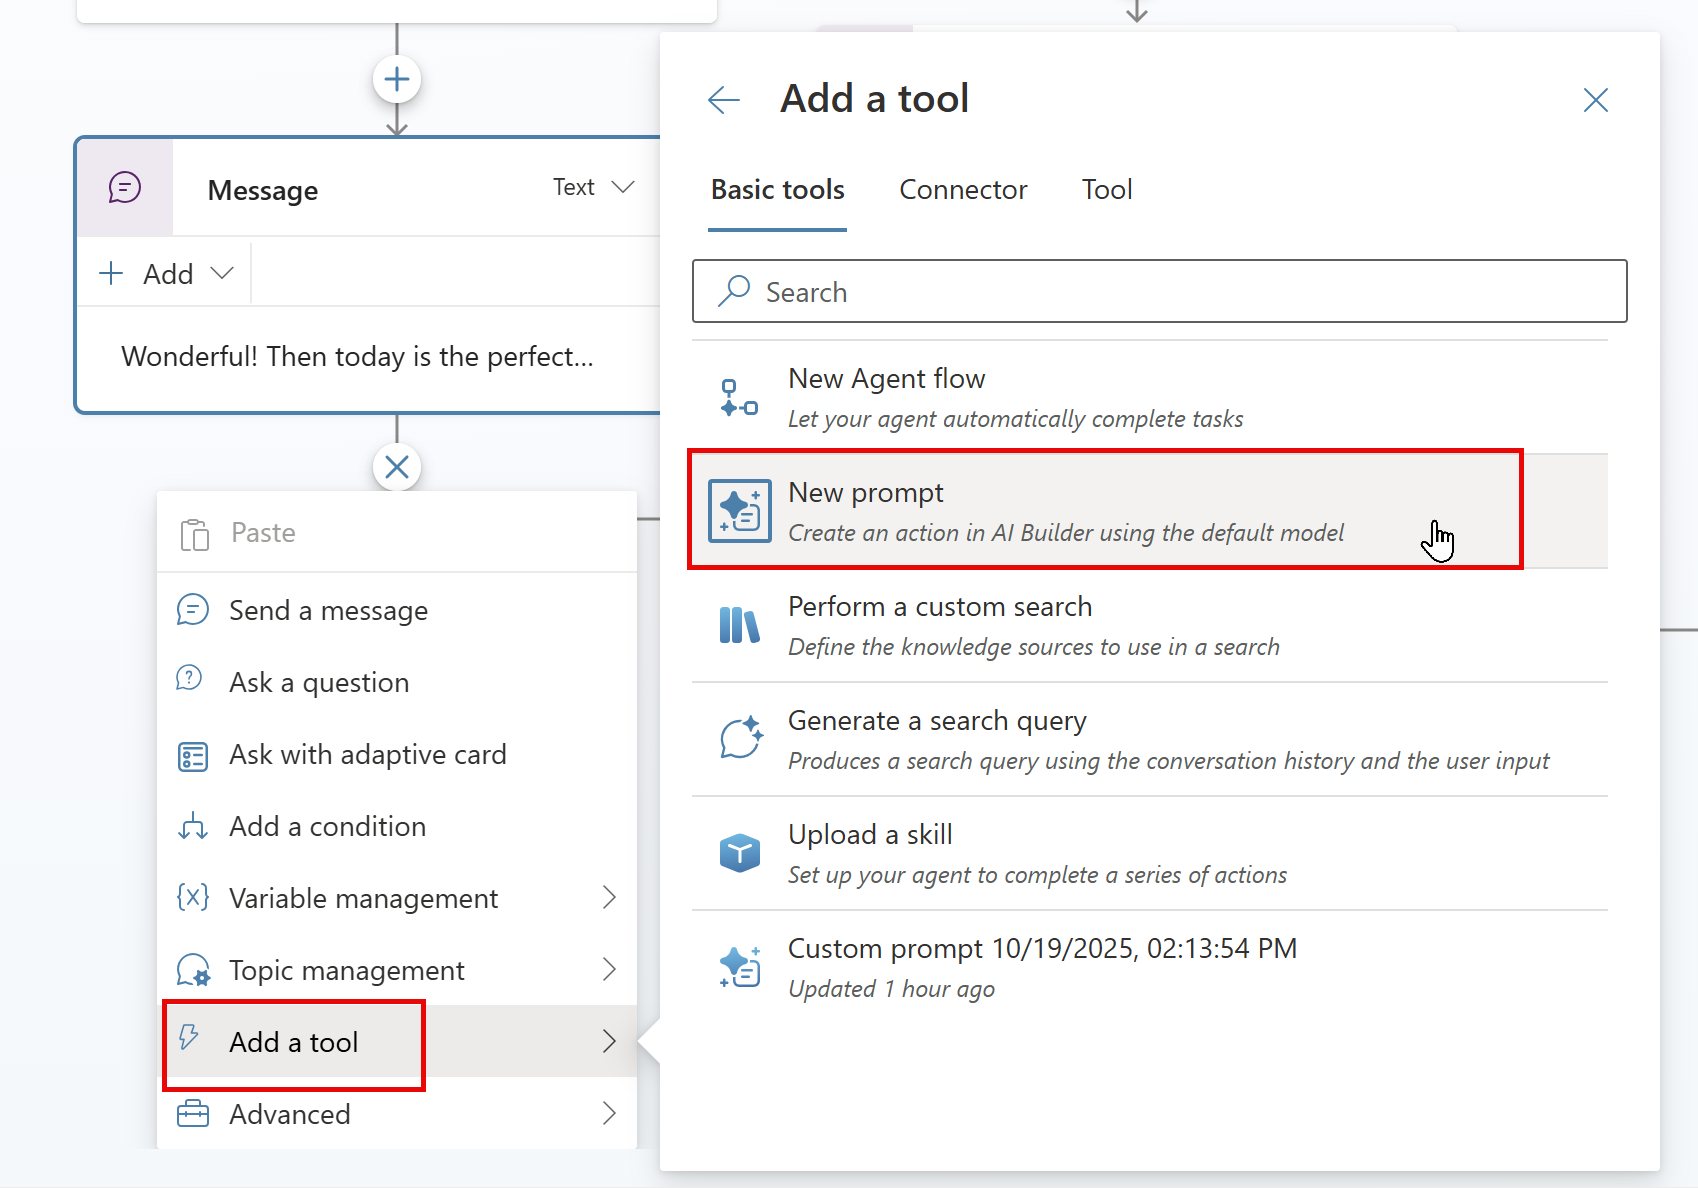 Message
Text
Add
Wonderful! Then today is the perfect...
Paste
Send a message
Ask a question
Ask with adaptive card
Add a condition
Variable management
Topic management
Add a tool
Advanced
Add a tool
Basic tools
Connector
Tool
Search
New Agent flow
Let your agent automatically complete tasks
New prompt
Create an action in AI Builder using the default model
Perform a custom search
Define the knowledge sources to use in a search
Generate a search query
Produces a search query using the conversation history and the user input
Upload a skill
Set up your agent to complete a series of actions
Custom prompt 10/19/2025, 02:13:54 PM
Updated 1 hour ago